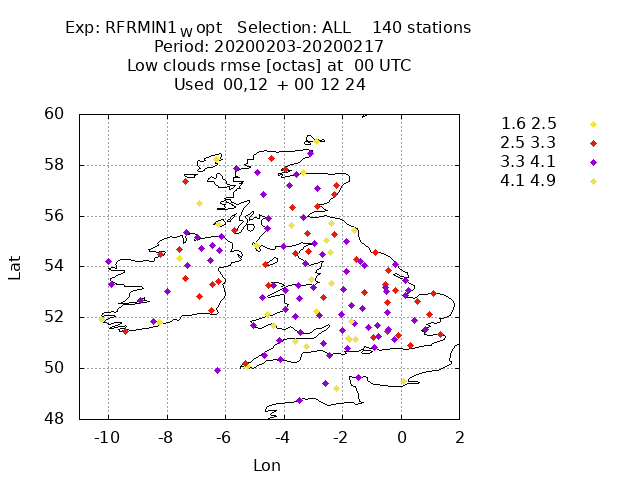 Exp: RFRMIN1wopt Selection: ALL 140 stations
Period: 20200203-20200217
Low clouds rmse [octas] at 00 UTC
Used 00,12 + 00 12 24
1.6 2.5
2.5 3.3
3.3 4.1
4.1 4.9
60
58
56
54
52
50
48
Lat
-10 -8 -6 -4 -2 0 2
Lon